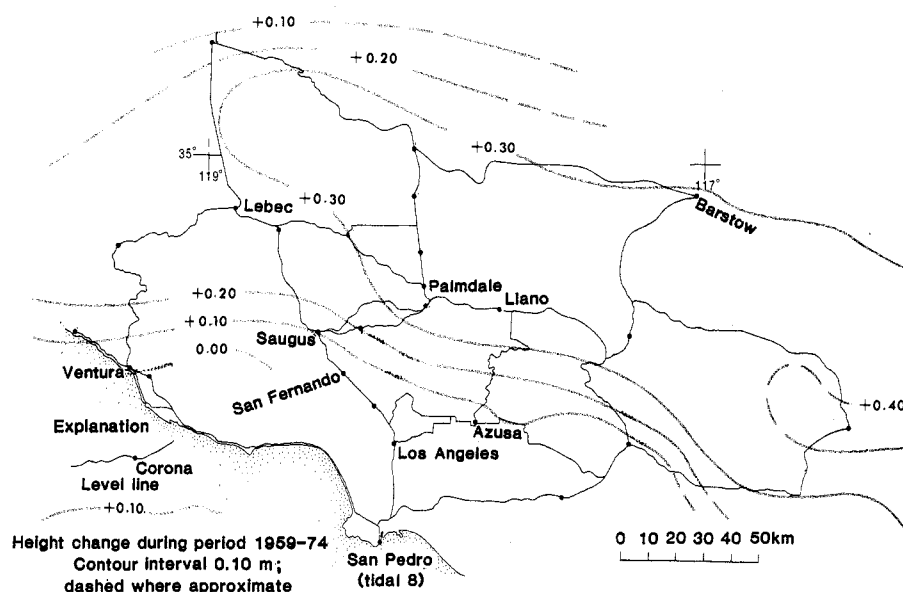 +0.10
+0.20
35°
119°
+0.30
117°
Barstow
Lebec
+0.30
Palmdale
Llano
+0.20
+0.10
Saugus
0.00
Ventura
San Fernando
+0.40
Explanation
Azusa
Los Angeles
Corona
Level line
+0.10
Height change during period 1959-74
Contour interval 0.10 m;
dashed where approximate
San Pedro
(tidal 8)
0 10 20 30 40 50km